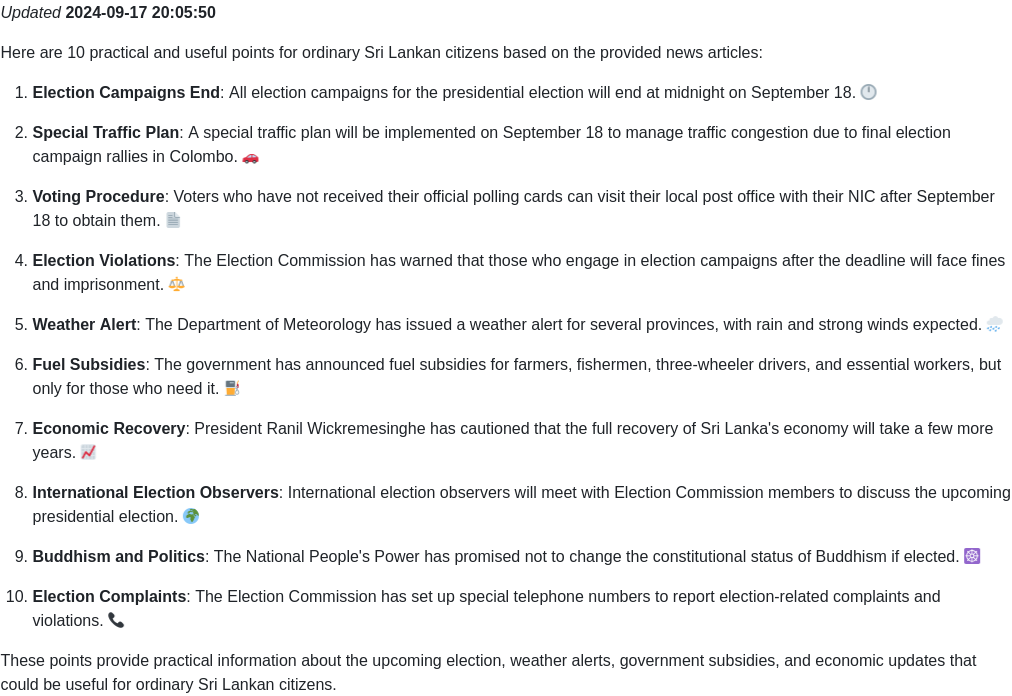 Updated 2024-09-17 20:05:50
Here are 10 practical and useful points for ordinary Sri Lankan citizens based on the provided news articles:
1. Election Campaigns End: All election campaigns for the presidential election will end at midnight on September 18. 🕛
2. Special Traffic Plan: A special traffic plan will be implemented on September 18 to manage traffic congestion due to final election
campaign rallies in Colombo. 🚗
3. Voting Procedure: Voters who have not received their official polling cards can visit their local post office with their NIC after September
18 to obtain them. 📄
4. Election Violations: The Election Commission has warned that those who engage in election campaigns after the deadline will face fines
and imprisonment. ⚖️
5. Weather Alert: The Department of Meteorology has issued a weather alert for several provinces, with rain and strong winds expected. 🌧️
6. Fuel Subsidies: The government has announced fuel subsidies for farmers, fishermen, three-wheeler drivers, and essential workers, but
only for those who need it. ⛽
7. Economic Recovery: President Ranil Wickremesinghe has cautioned that the full recovery of Sri Lanka's economy will take a few more
years. 📈
8. International Election Observers: International election observers will meet with Election Commission members to discuss the upcoming
presidential election. 🌍
9. Buddhism and Politics: The National People's Power has promised not to change the constitutional status of Buddhism if elected. ☸️
10. Election Complaints: The Election Commission has set up special telephone numbers to report election-related complaints and
violations. 📞
These points provide practical information about the upcoming election, weather alerts, government subsidies, and economic updates that
could be useful for ordinary Sri Lankan citizens.